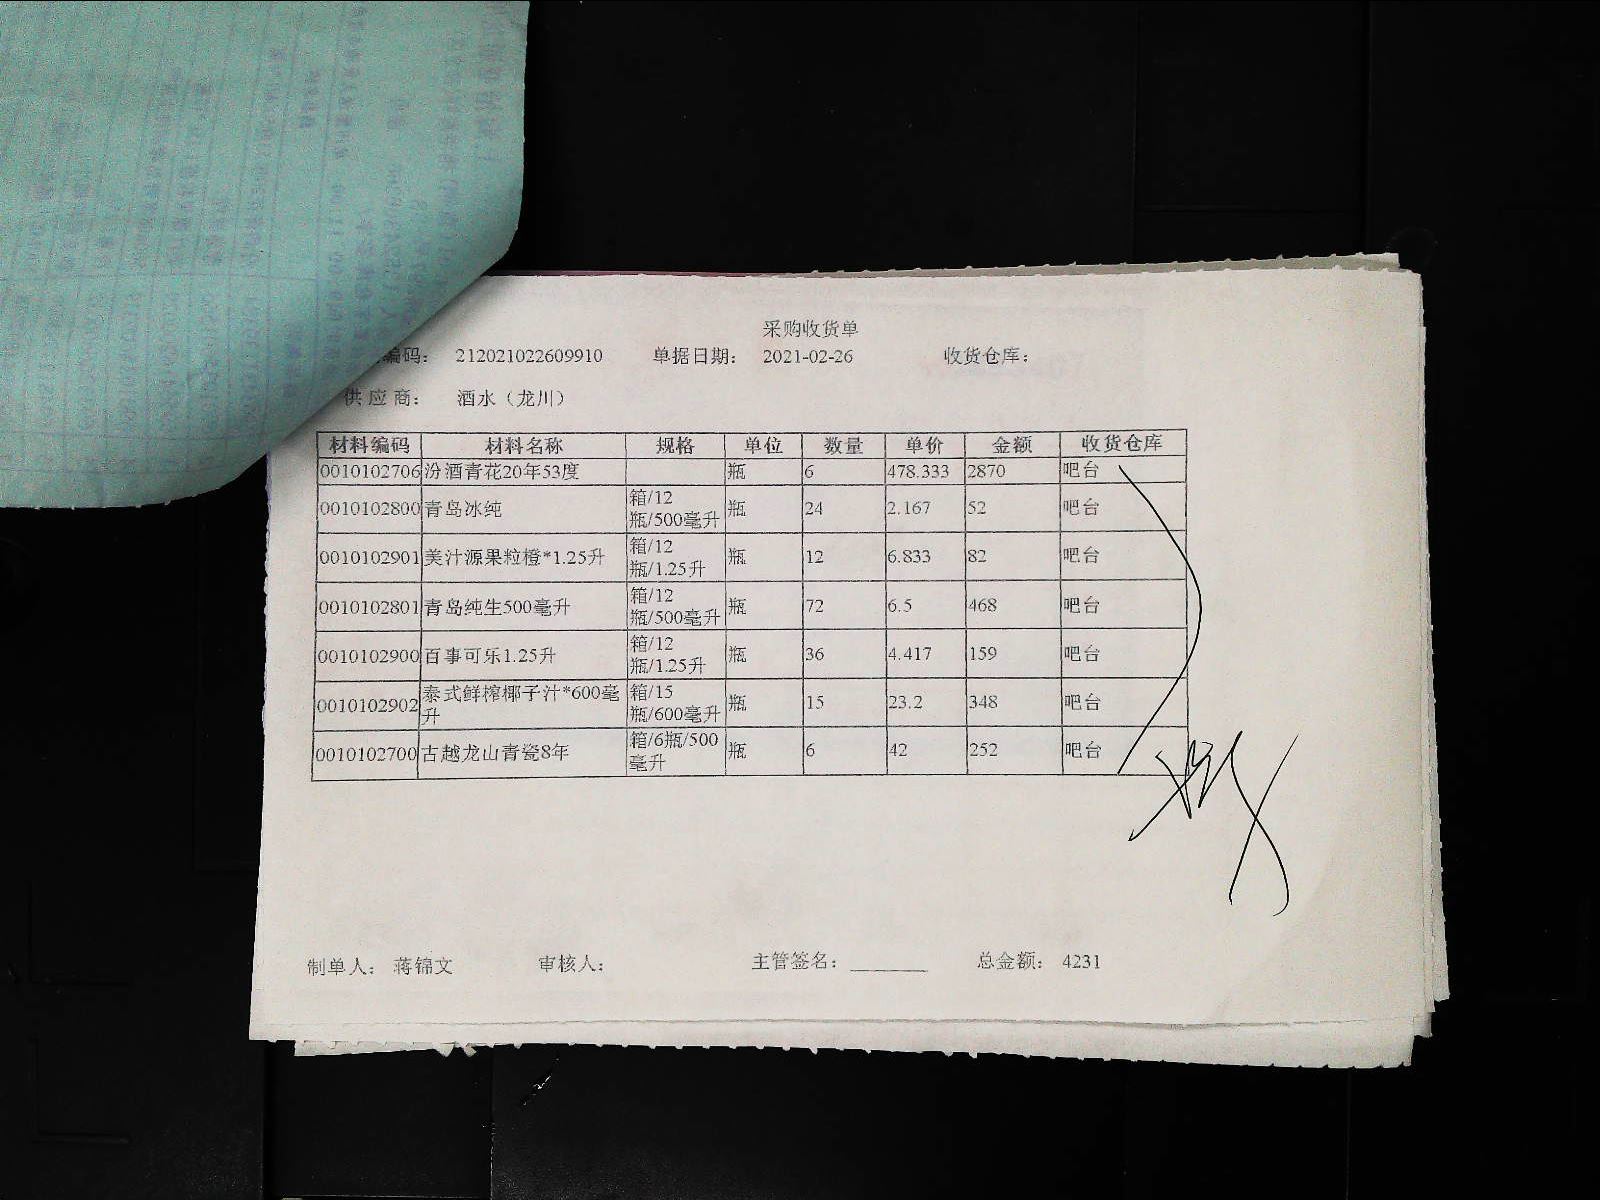 采购收货单
编码： 212021022609910 单据日期： 2021-02-26 收货仓库：
供应商： 酒水（龙川）
材料编码 材料名称 规格 单位 数量 单价 金额 收货仓库
0010102706 汾酒青花20年53度 瓶 6 478.333 2870 吧台
0010102800 青岛冰纯 箱/12瓶/500毫升 瓶 24 2.167 52 吧台
0010102901 美汁源果粒橙*1.25升 箱/12瓶/1.25升 瓶 12 6.833 82 吧台
0010102801 青岛纯生500毫升 箱/12瓶/500毫升 瓶 72 6.5 468 吧台
0010102900 百事可乐1.25升 箱/12瓶/1.25升 瓶 36 4.417 159 吧台
0010102902 泰式鲜榨椰子汁*600毫升 箱/15瓶/600毫升 瓶 15 23.2 348 吧台
0010102700 古越龙山青瓷8年 箱/6瓶/500毫升 瓶 6 42 252 吧台
制单人： 蒋锦文 审核人： 主管签名：________ 总金额： 4231